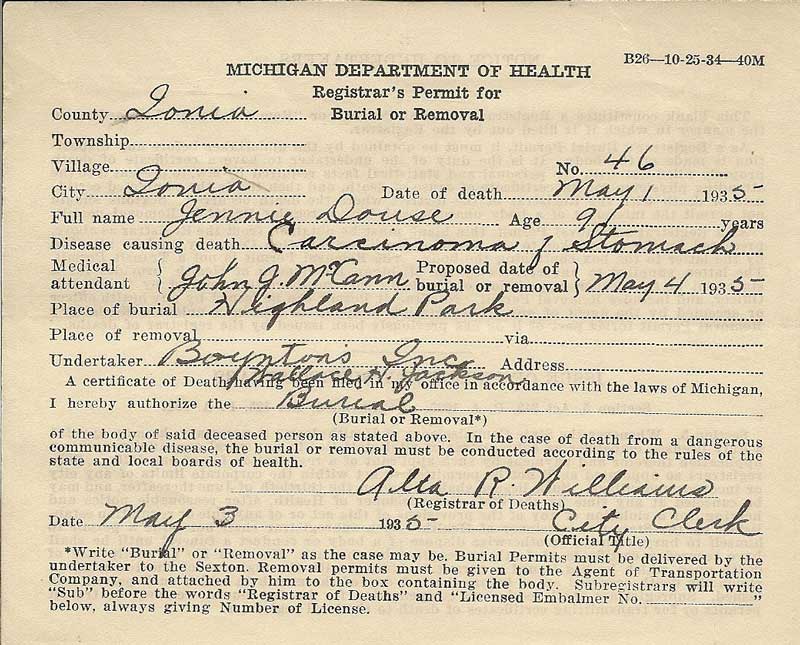 B26—10-25-34—40M
MICHIGAN DEPARTMENT OF HEALTH
Registrar's Permit for
County Ionia Burial or Removal
Township
Village No. 46
City Ionia Date of death May 1 1935
Full name Jennie Douse Age 91 years
Disease causing death Carcinoma of Stomach
Medical attendant John J. McCann Proposed date of burial or removal May 4 1935
Place of burial Highland Park
Place of removal via
Undertaker Boynton's Inc. Address
Wallace H. Jackson
A certificate of Death having been filed in my office in accordance with the laws of Michigan,
I hereby authorize the Burial
(Burial or Removal*)
of the body of said deceased person as stated above. In the case of death from a dangerous
communicable disease, the burial or removal must be conducted according to the rules of the
state and local boards of health.
Alta R. Williams
(Registrar of Deaths)
Date May 3 1935 City Clerk
(Official Title)
*Write "Burial" or "Removal" as the case may be. Burial Permits must be delivered by the
undertaker to the Sexton. Removal permits must be given to the Agent of Transportation
Company, and attached by him to the box containing the body. Subregistrars will write
"Sub" before the words "Registrar of Deaths" and "Licensed Embalmer No. "
below, always giving Number of License.